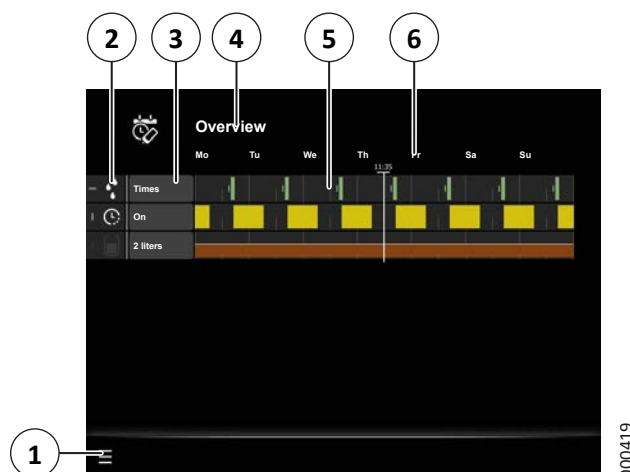 2 3 4 5 6
Overview
Mo Tu We Th Fr Sa Su
11:35
Times
On
2 liters
1
000419